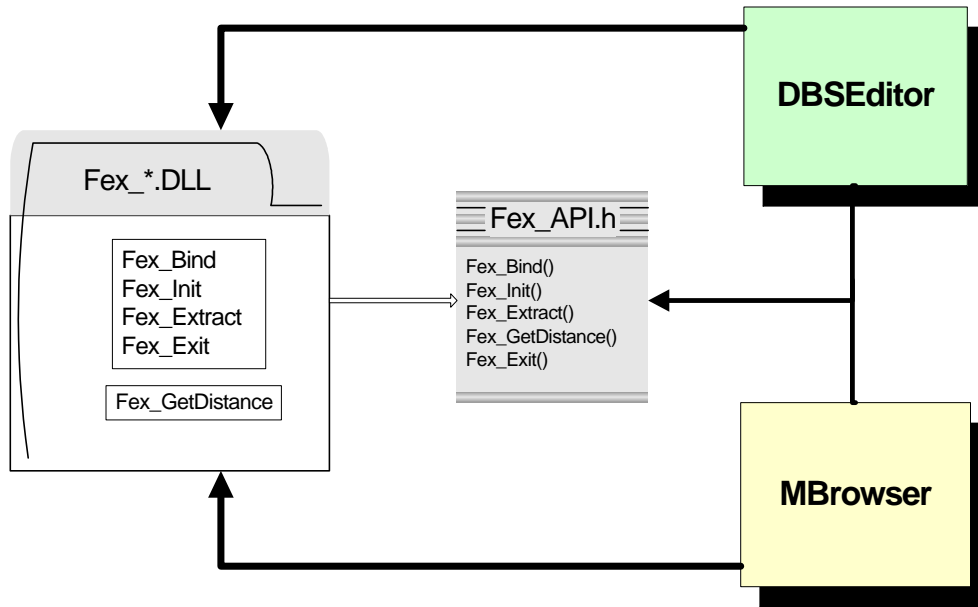 DBSEditor
Fex_*.DLL
Fex_Bind
Fex_Init
Fex_Extract
Fex_Exit
Fex_GetDistance
Fex_API.h
Fex_Bind()
Fex_Init()
Fex_Extract()
Fex_GetDistance()
Fex_Exit()
MBrowser